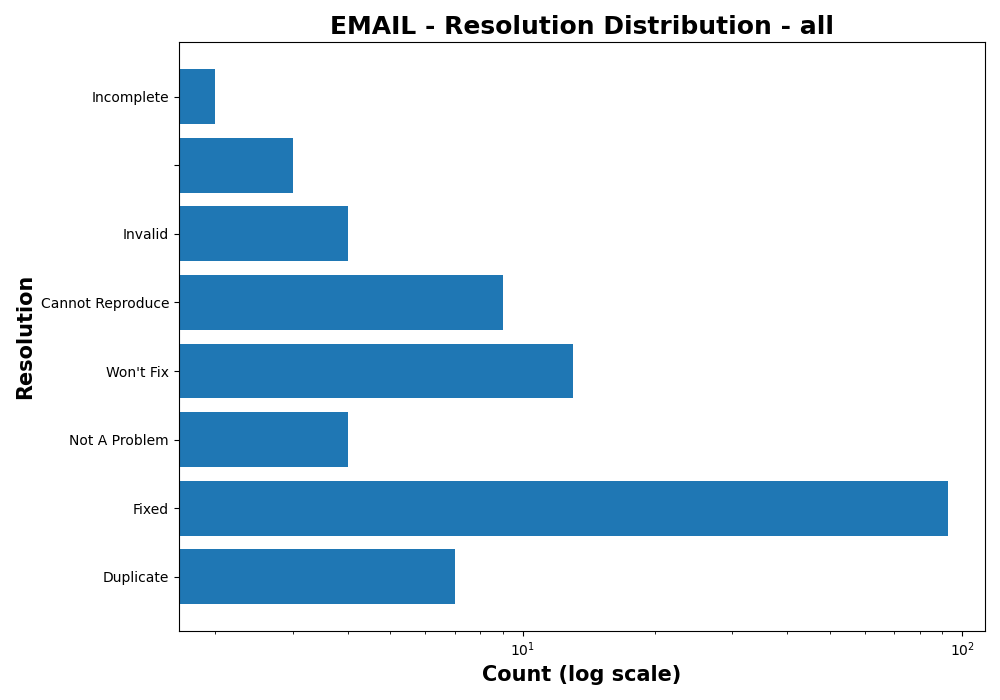 EMAIL - Resolution Distribution - all
Incomplete
Invalid
Cannot Reproduce
Won't Fix
Not A Problem
Fixed
Duplicate
Resolution
10¹
10²
Count (log scale)